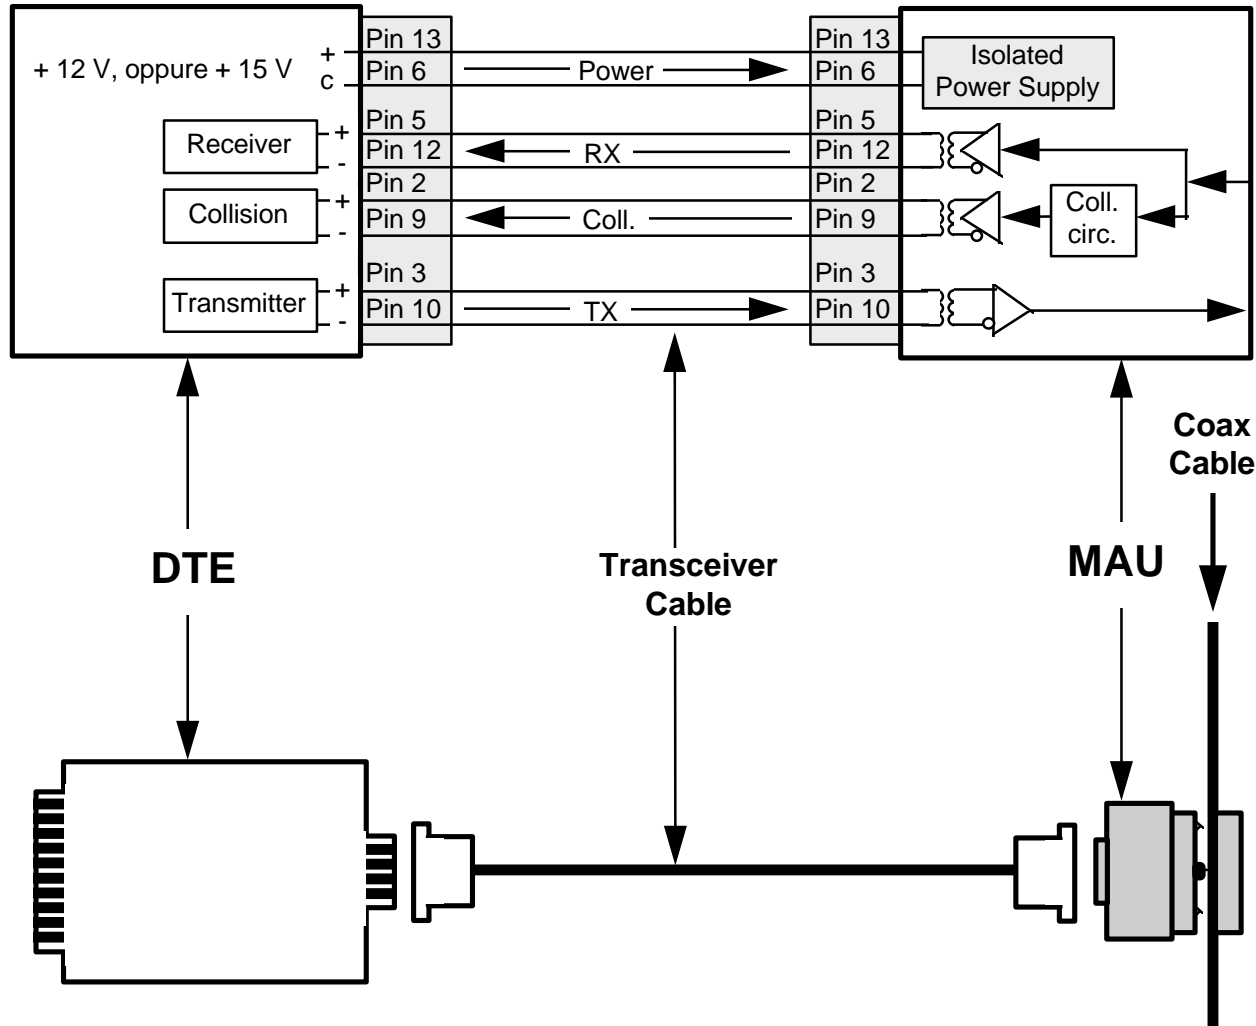 + 12 V, oppure + 15 V
+
c
Pin 13
Pin 6
Power
Pin 13
Pin 6
Isolated
Power Supply
Receiver
+
-
Pin 5
Pin 12
RX
Pin 5
Pin 12
Collision
+
-
Pin 2
Pin 9
Coll.
Pin 2
Pin 9
Coll.
circ.
Transmitter
+
-
Pin 3
Pin 10
TX
Pin 3
Pin 10
Coax
Cable
DTE
Transceiver
Cable
MAU